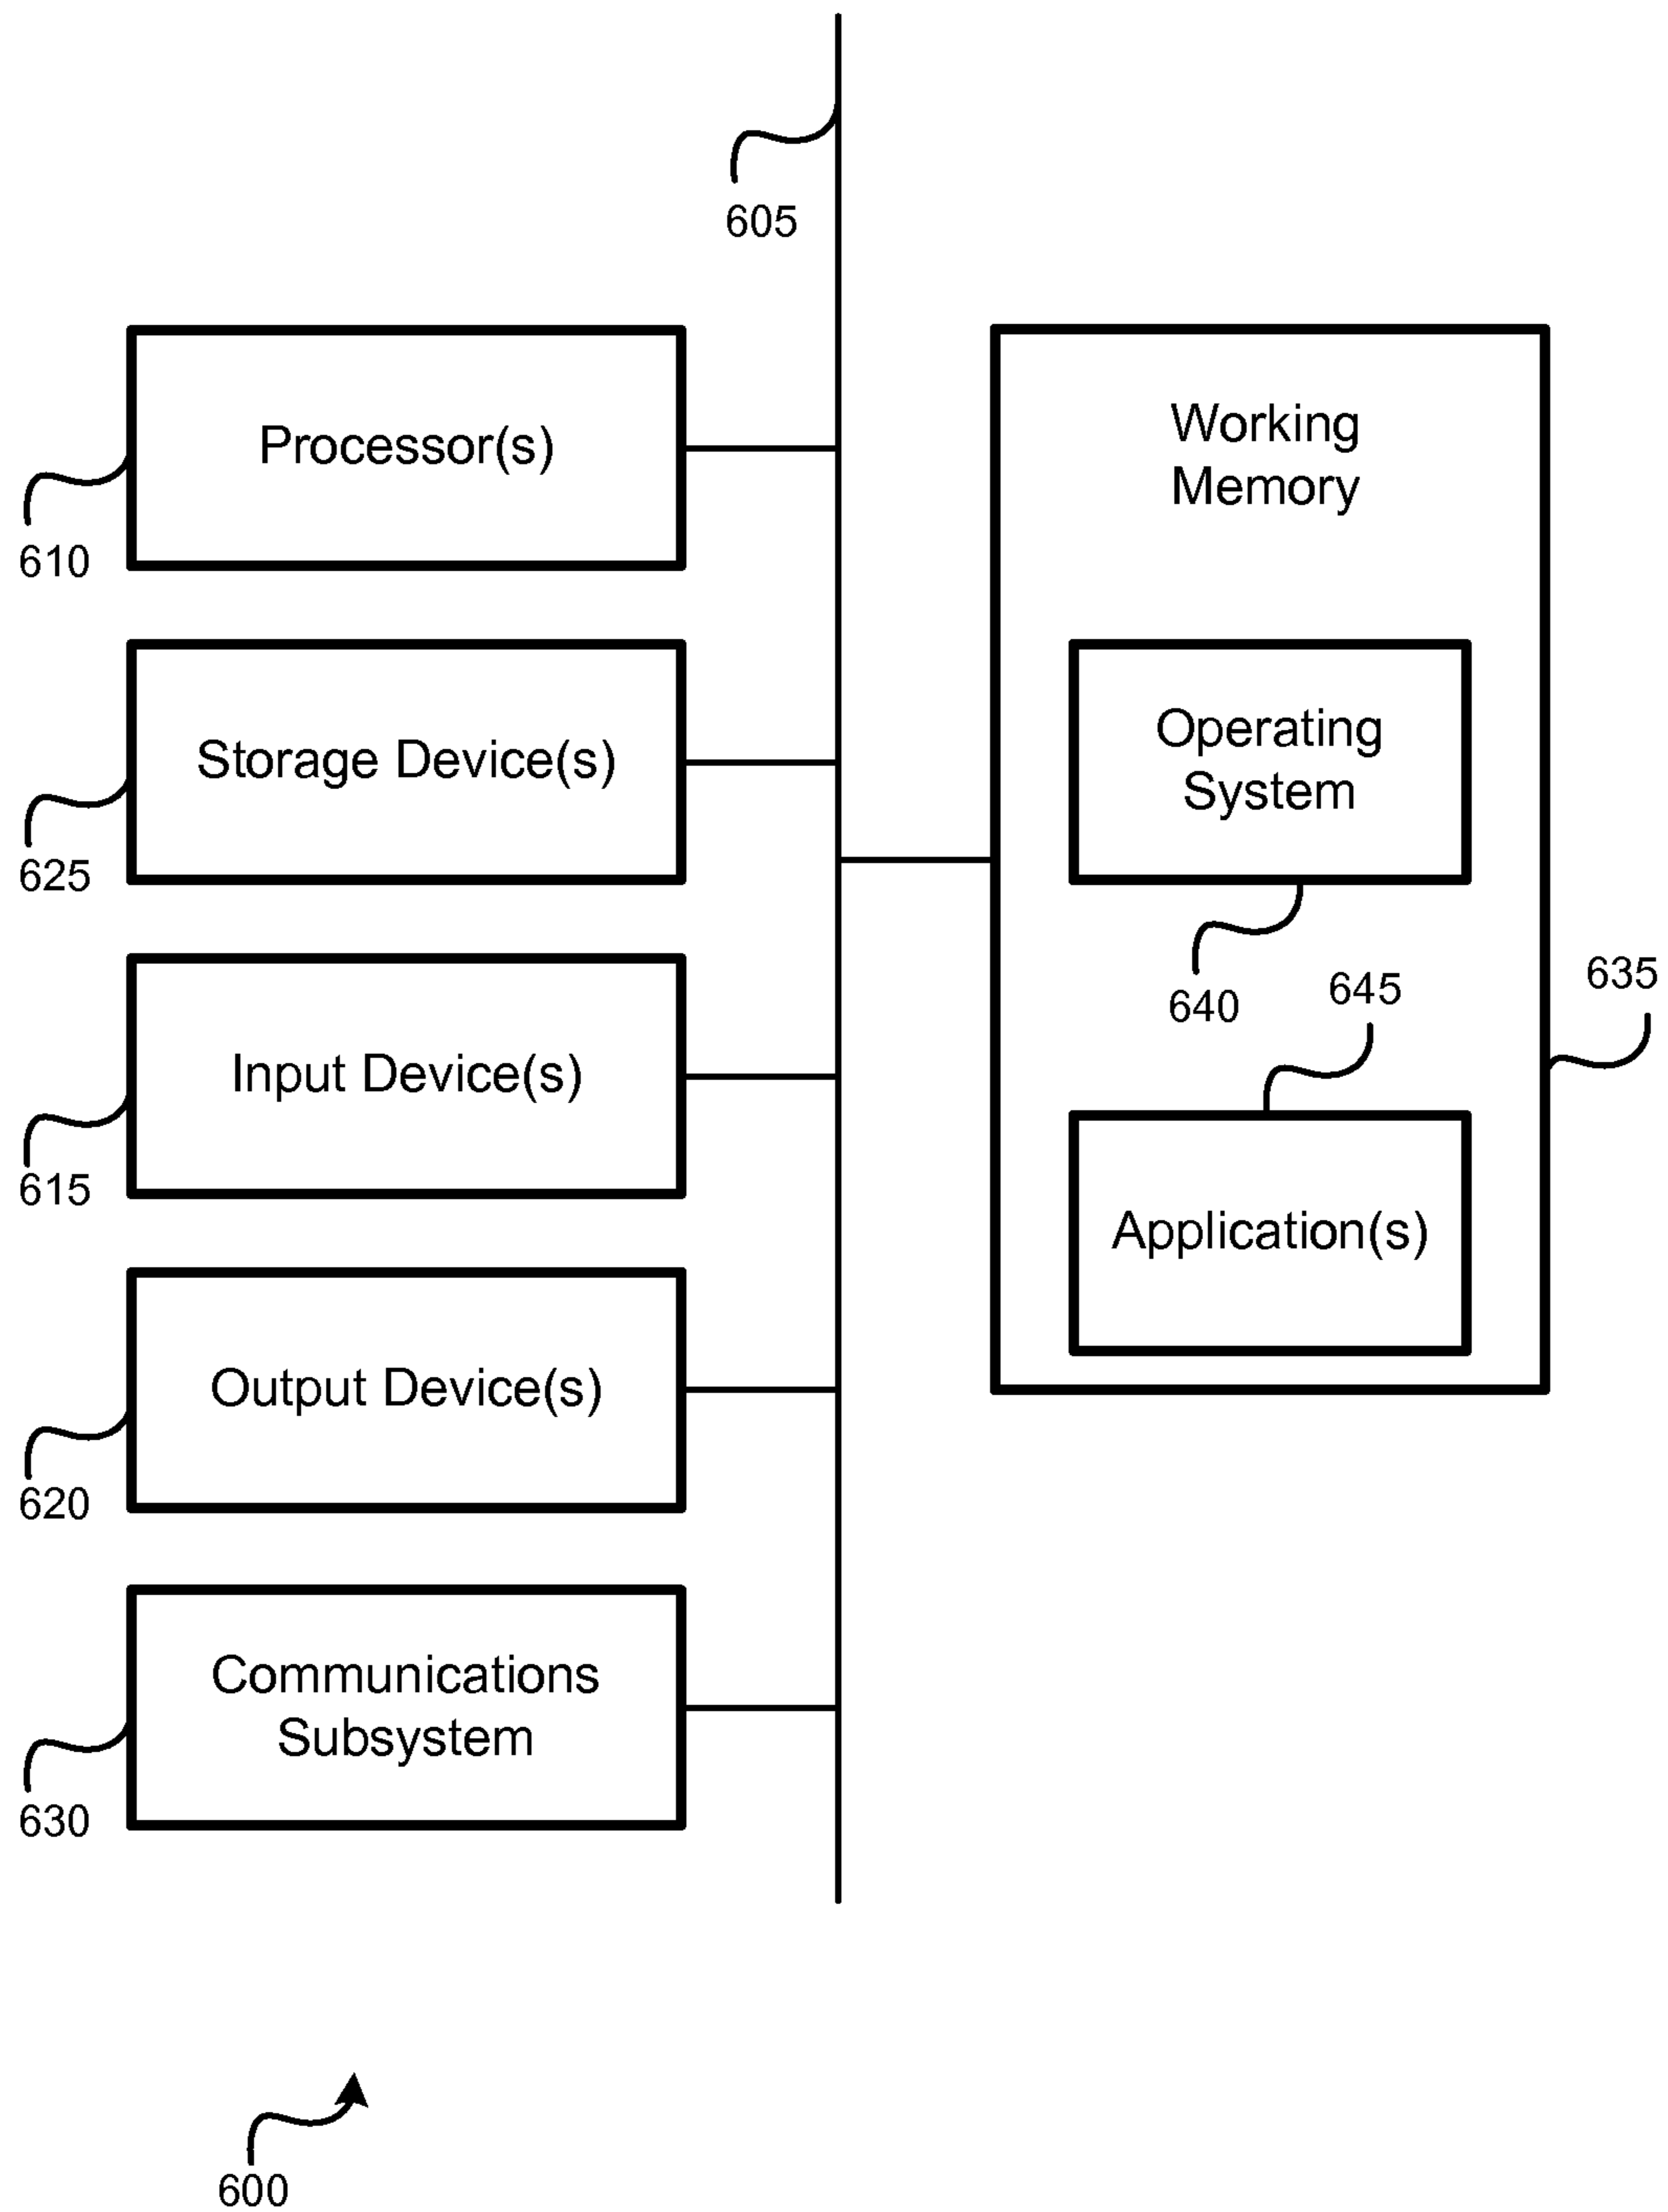 605
Processor(s)
610
Storage Device(s)
625
Input Device(s)
615
Output Device(s)
620
Communications
Subsystem
630
Working
Memory
Operating
System
640
645
635
Application(s)
600